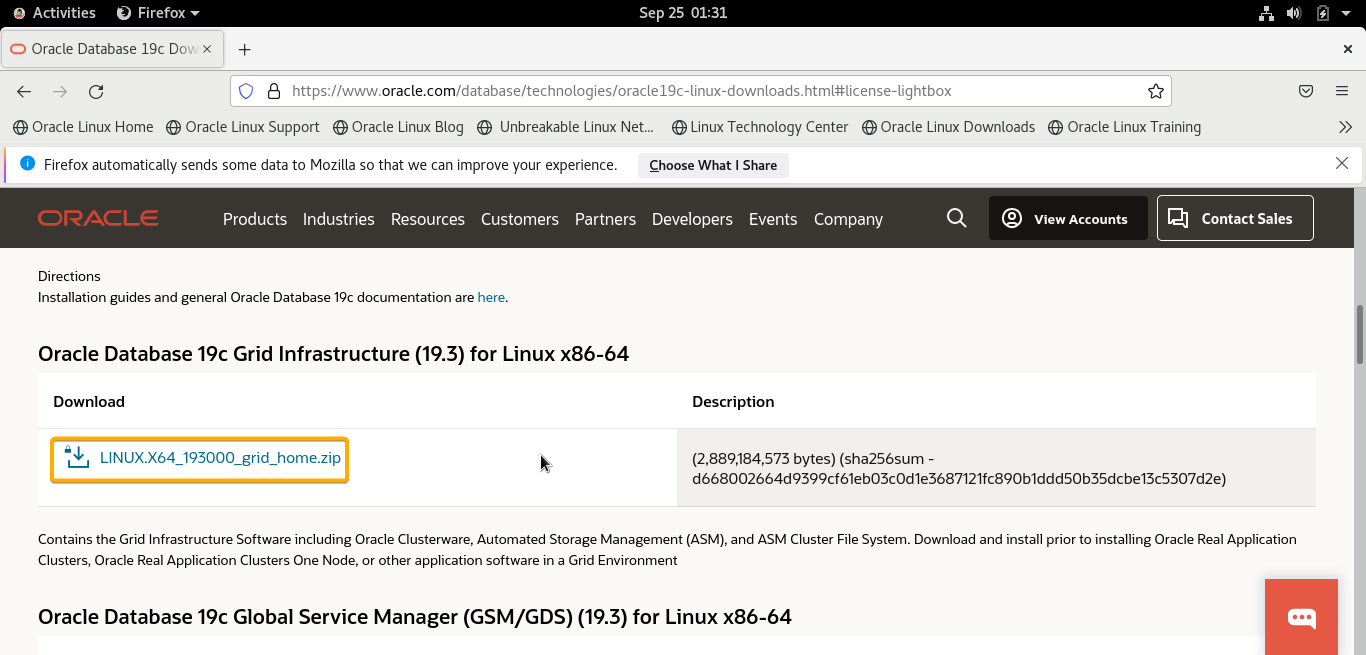 Activities Firefox Sep 25 01:31
Oracle Database 19c Dow
https://www.oracle.com/database/technologies/oracle19c-linux-downloads.html#license-lightbox
Oracle Linux Home Oracle Linux Support Oracle Linux Blog Unbreakable Linux Net... Linux Technology Center Oracle Linux Downloads Oracle Linux Training
Firefox automatically sends some data to Mozilla so that we can improve your experience. Choose What I Share
ORACLE Products Industries Resources Customers Partners Developers Events Company View Accounts Contact Sales
Directions
Installation guides and general Oracle Database 19c documentation are here.
Oracle Database 19c Grid Infrastructure (19.3) for Linux x86-64
Download Description
LINUX.X64_193000_grid_home.zip (2,889,184,573 bytes) (sha256sum -
d668002664d9399cf61eb03c0d1e3687121fc890b1ddd50b35dcbe13c5307d2e)
Contains the Grid Infrastructure Software including Oracle Clusterware, Automated Storage Management (ASM), and ASM Cluster File System. Download and install prior to installing Oracle Real Application
Clusters, Oracle Real Application Clusters One Node, or other application software in a Grid Environment
Oracle Database 19c Global Service Manager (GSM/GDS) (19.3) for Linux x86-64